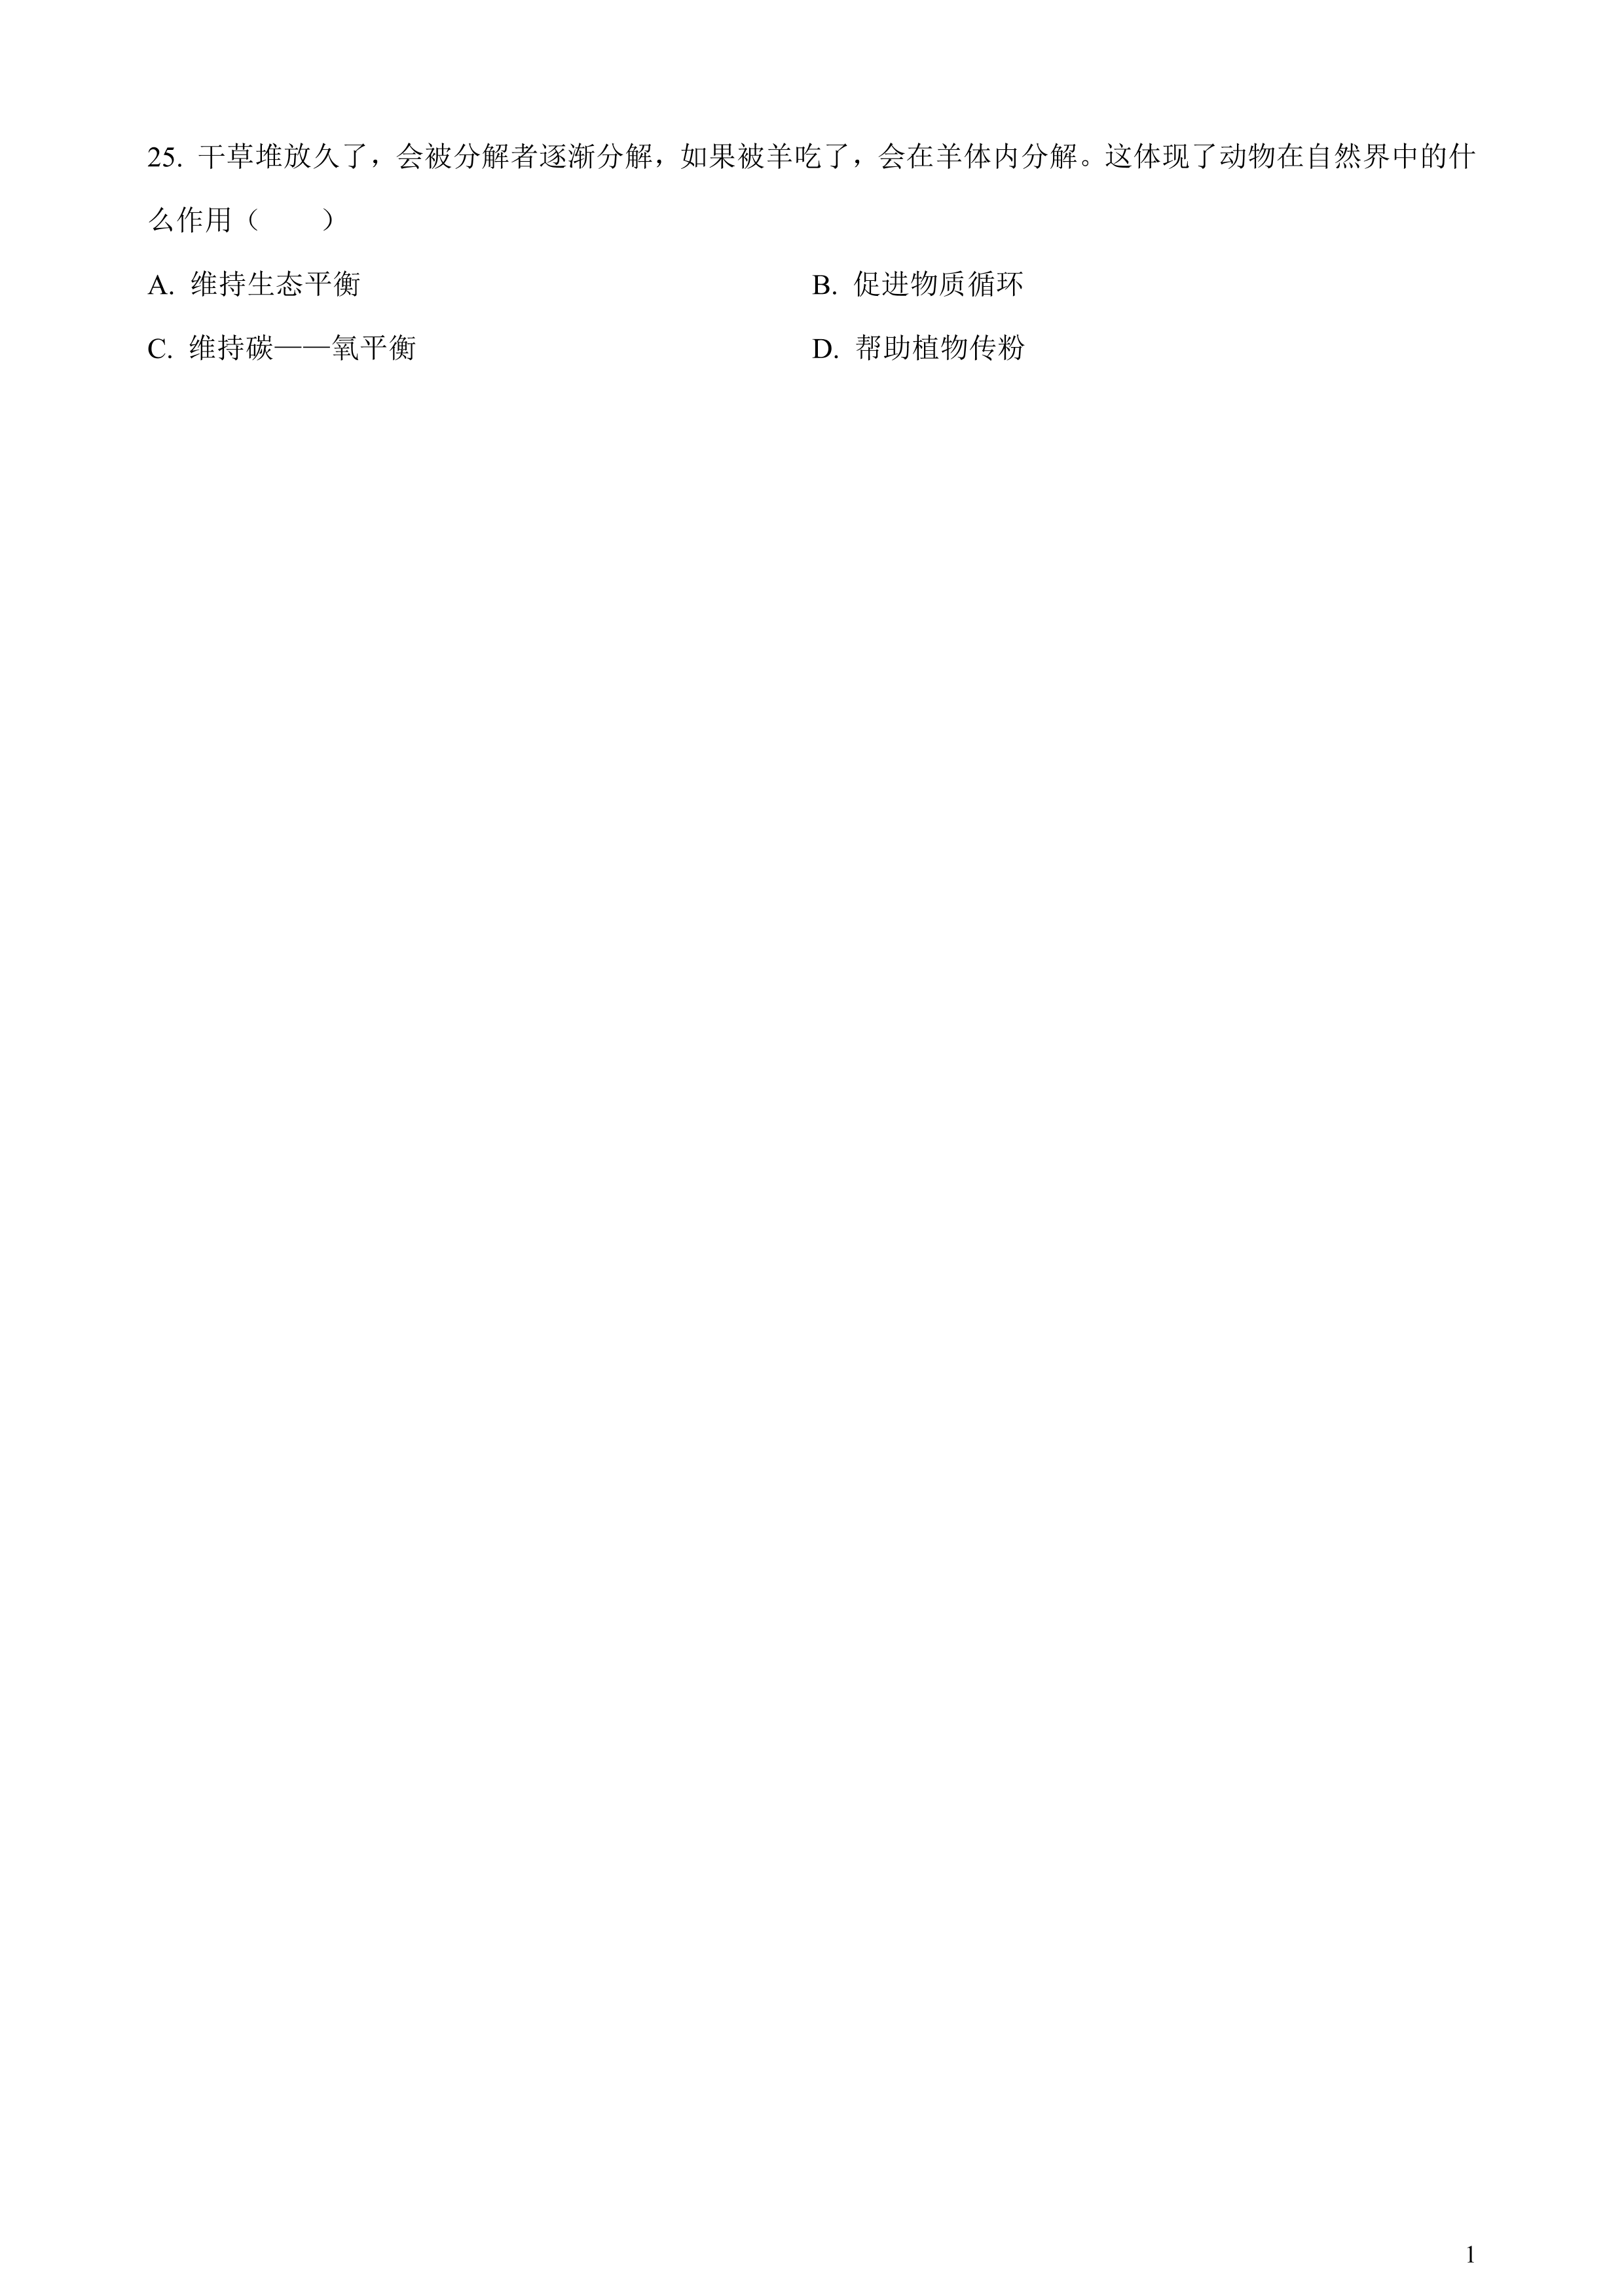 25. 干草堆放久了，会被分解者逐渐分解，如果被羊吃了，会在羊体内分解。这体现了动物在自然界中的什
么作用（　　）
A. 维持生态平衡 B. 促进物质循环
C. 维持碳——氧平衡 D. 帮助植物传粉
1